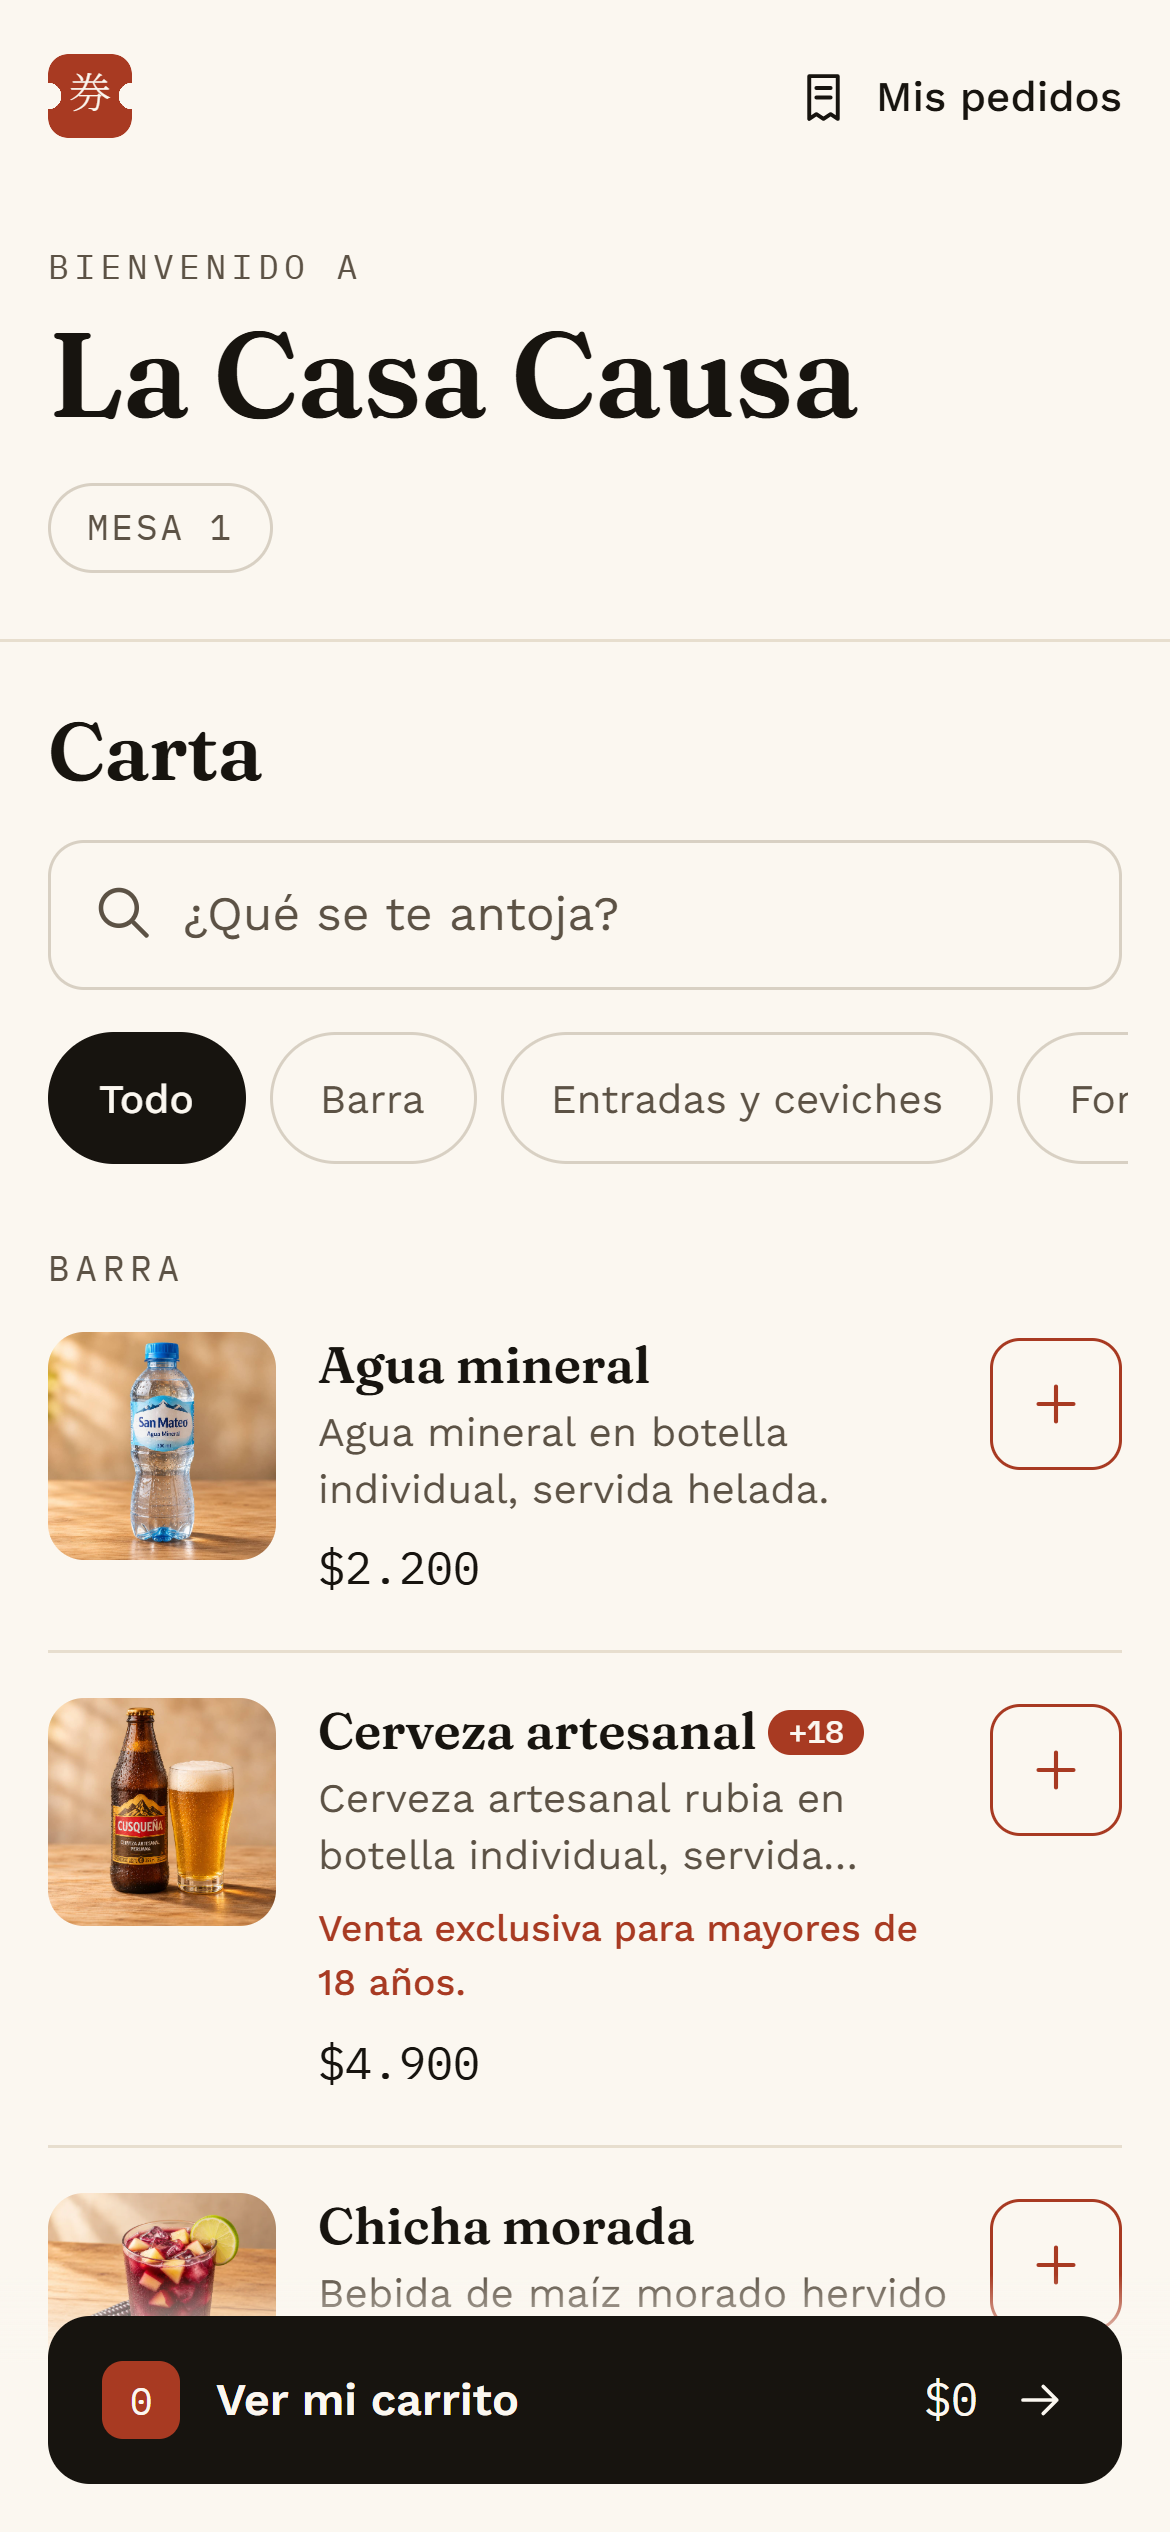 券
Mis pedidos
BIENVENIDO A
La Casa Causa
MESA 1
Carta
¿Qué se te antoja?
Todo
Barra
Entradas y ceviches
For
BARRA
San Mateo
Agua Mineral
Agua mineral
Agua mineral en botella
individual, servida helada.
$2.200
CUSQUEÑA
Cerveza artesanal +18
Cerveza artesanal rubia en
botella individual, servida...
Venta exclusiva para mayores de
18 años.
$4.900
Chicha morada
Bebida de maíz morado hervido
0 Ver mi carrito $0